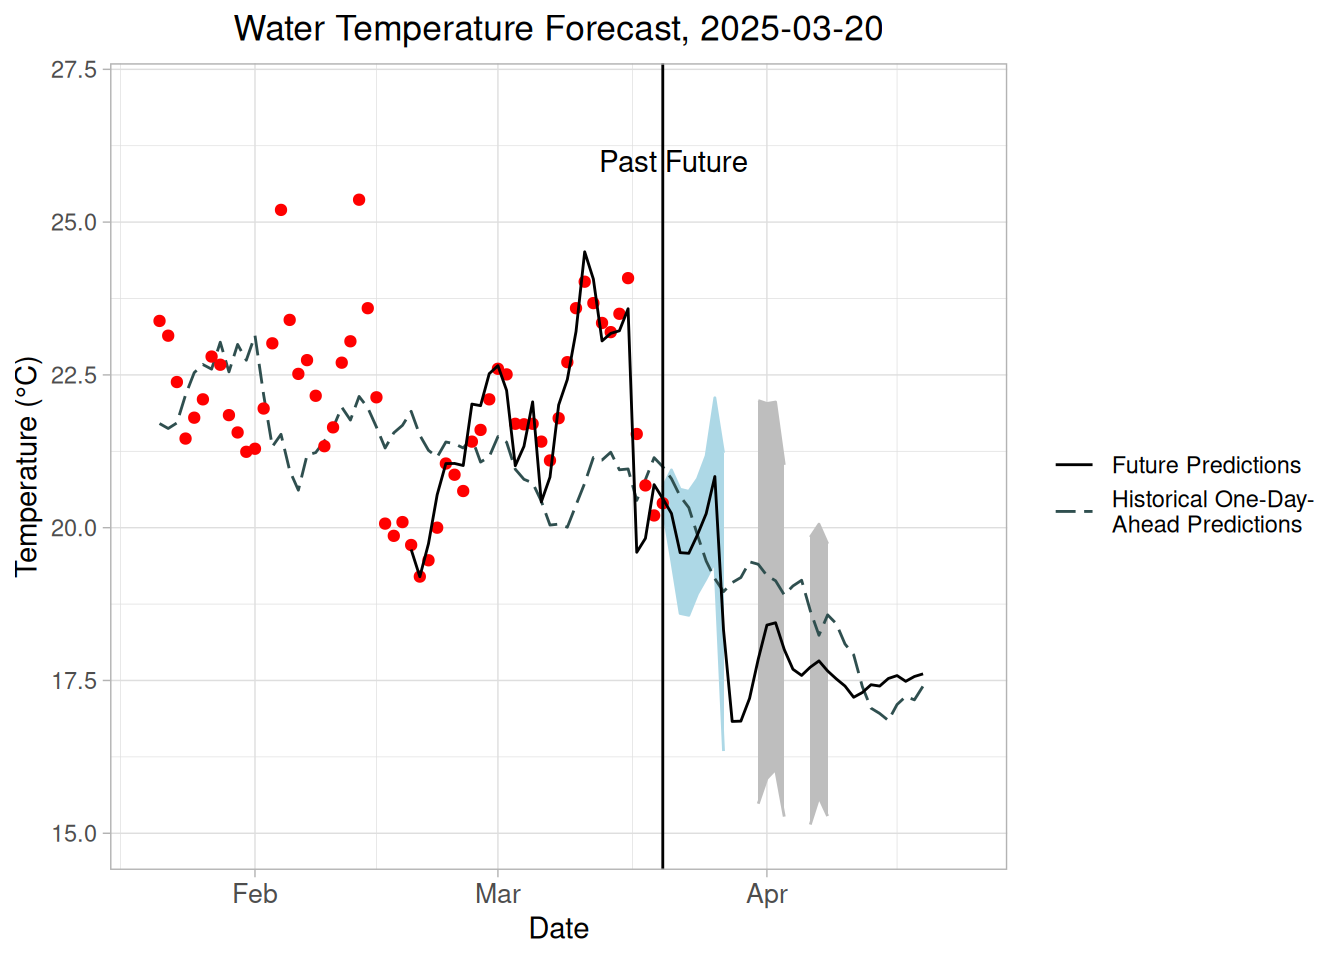 Water Temperature Forecast, 2025-03-20
27.5
25.0
22.5
20.0
17.5
15.0
Temperature (°C)
Past Future
Feb
Mar
Apr
Date
Future Predictions
Historical One-Day-
Ahead Predictions